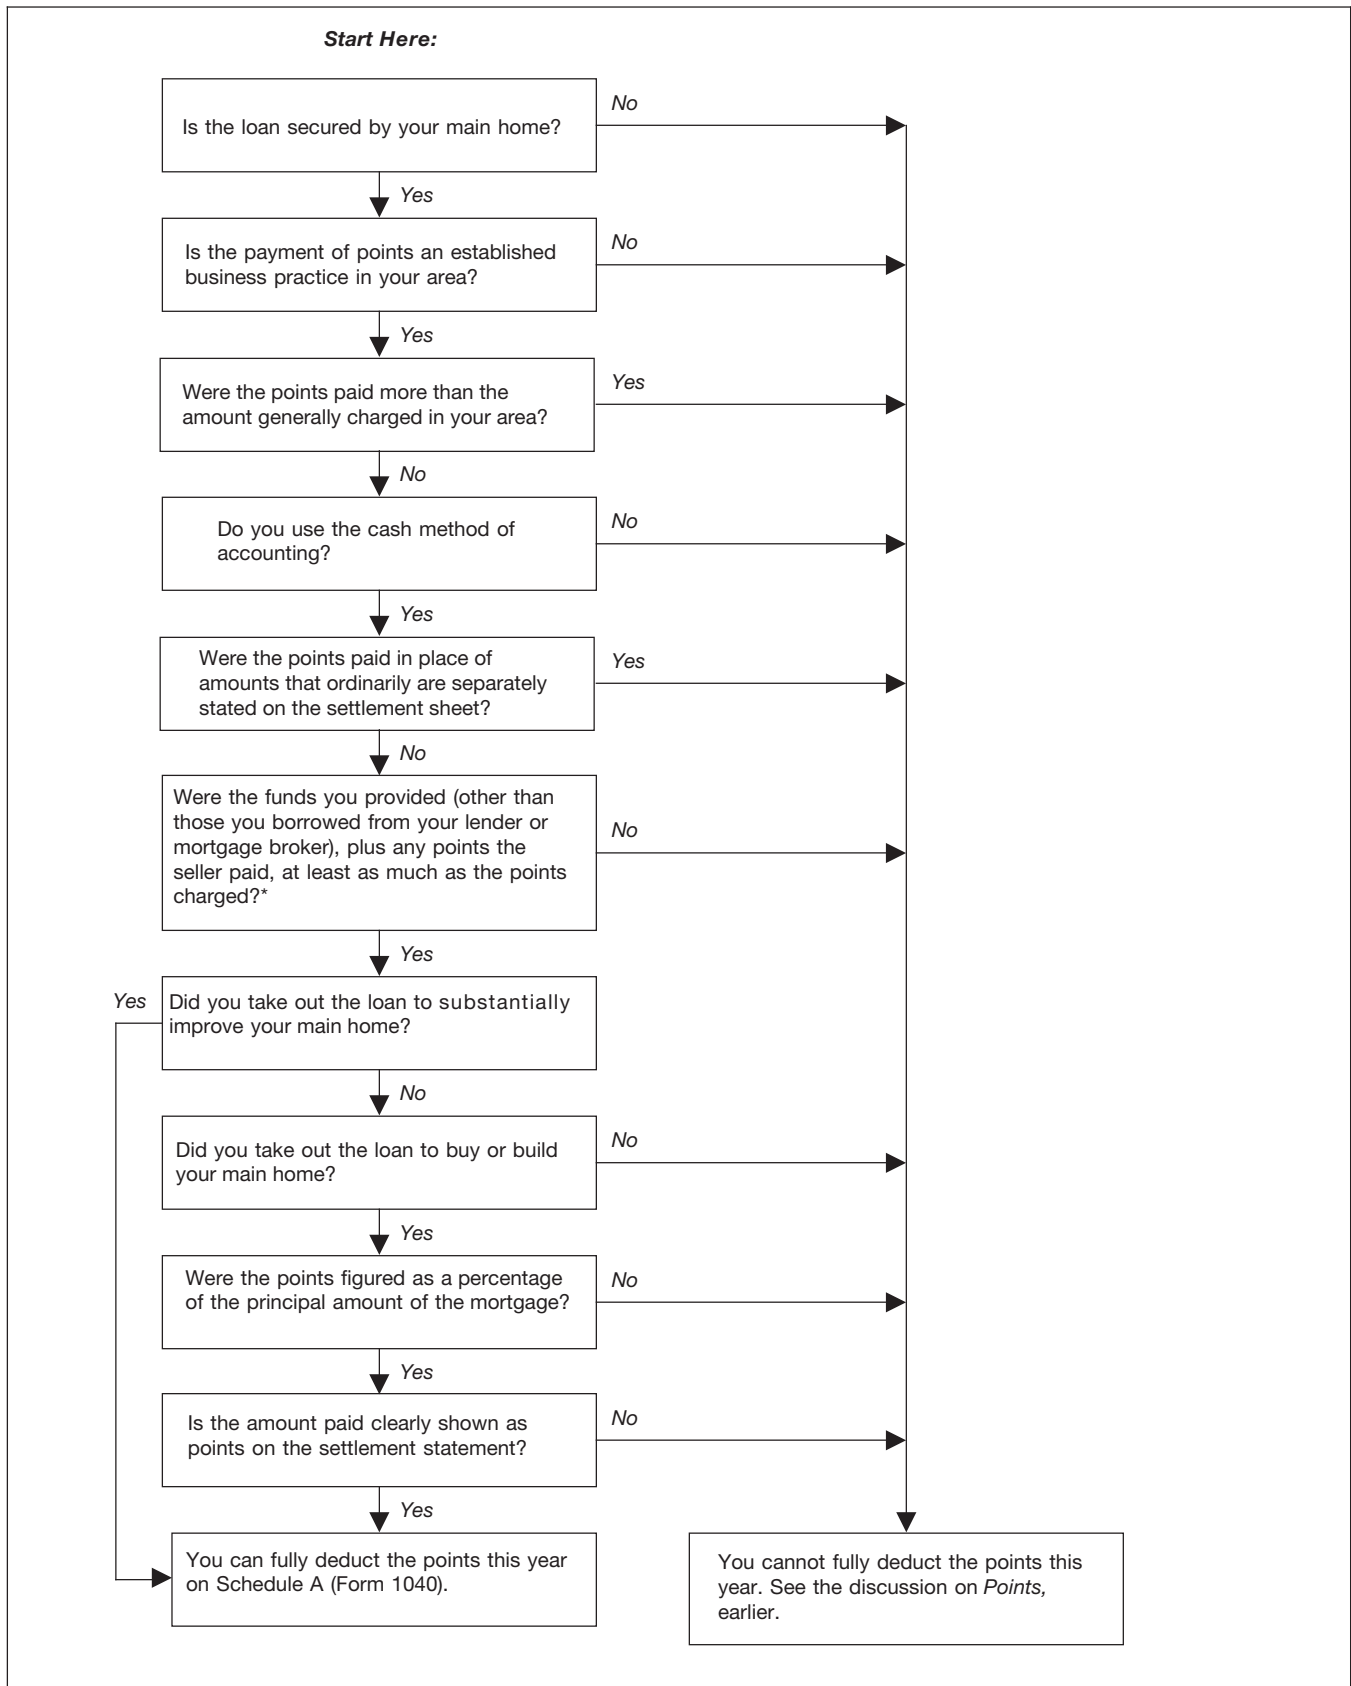 Start Here:
Is the loan secured by your main home?
No
Yes
Is the payment of points an established
business practice in your area?
No
Yes
Were the points paid more than the
amount generally charged in your area?
Yes
No
Do you use the cash method of
accounting?
No
Yes
Were the points paid in place of
amounts that ordinarily are separately
stated on the settlement sheet?
Yes
No
Were the funds you provided (other than
those you borrowed from your lender or
mortgage broker), plus any points the
seller paid, at least as much as the points
charged?*
No
Yes
Yes
Did you take out the loan to substantially
improve your main home?
No
Did you take out the loan to buy or build
your main home?
No
Yes
Were the points figured as a percentage
of the principal amount of the mortgage?
No
Yes
Is the amount paid clearly shown as
points on the settlement statement?
No
Yes
You can fully deduct the points this year
on Schedule A (Form 1040).
You cannot fully deduct the points this
year. See the discussion on Points,
earlier.